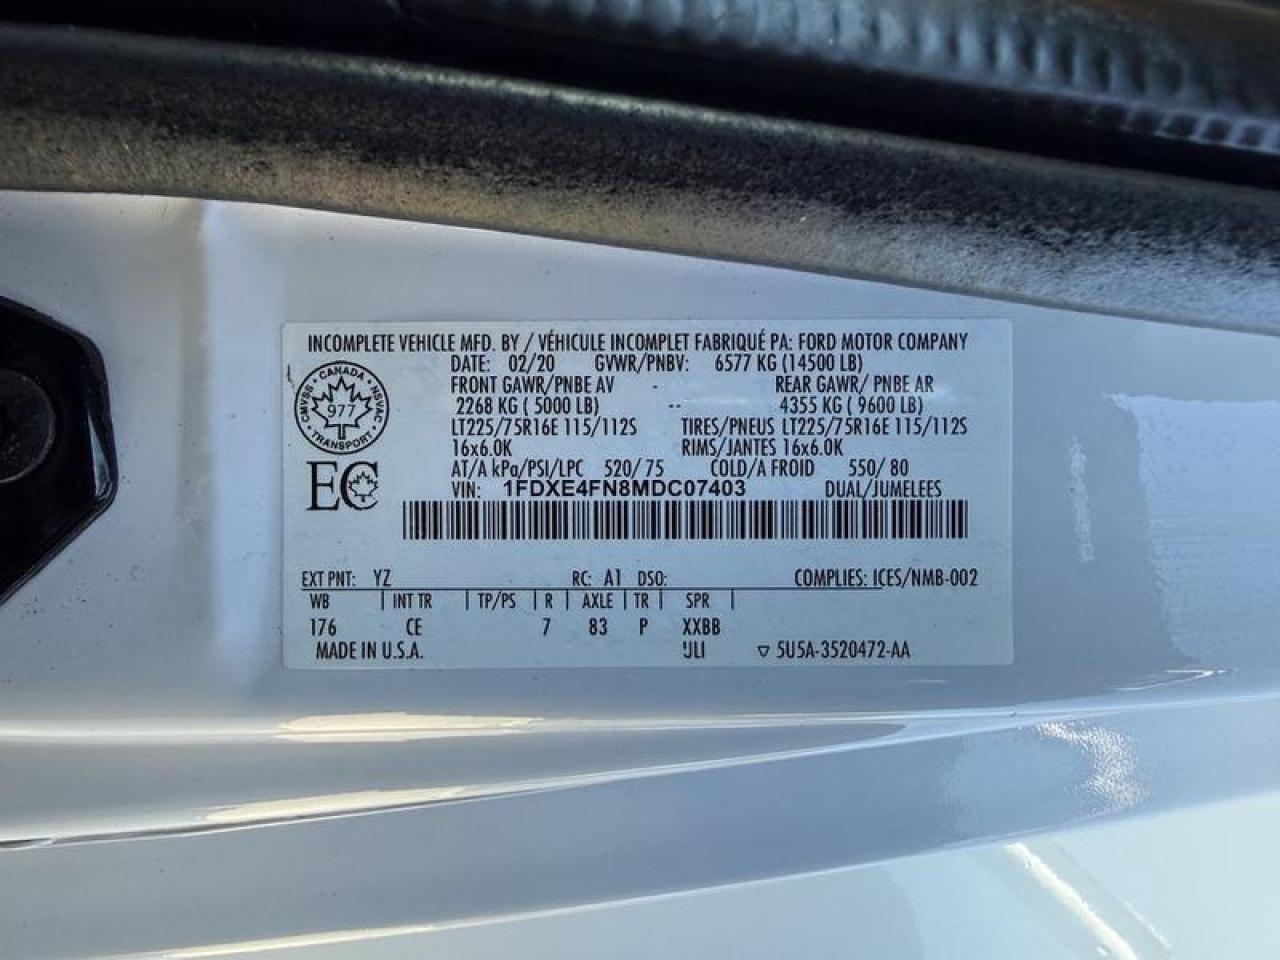 INCOMPLETE VEHICLE MFD. BY / VÉHICULE INCOMPLET FABRIQUÉ PA: FORD MOTOR COMPANY
DATE: 02/20 GVWR/PNBV: 6577 KG (14500 LB)
FRONT GAWR/PNBE AV - REAR GAWR/ PNBE AR
2268 KG ( 5000 LB) -- 4355 KG ( 9600 LB)
LT225/75R16E 115/112S TIRES/PNEUS LT225/75R16E 115/112S
16x6.0K RIMS/JANTES 16x6.0K
AT/A kPa/PSI/LPC 520/75 COLD/A FROID 550/80
VIN: 1FDXE4FN8MDC07403 DUAL/JUMELEES
CANADA
CMVSS 977 NSVAC
TRANSPORT
EC
EXT PNT: YZ RC: A1 DSO: COMPLIES: ICES/NMB-002
WB | INT TR | TP/PS | R | AXLE | TR | SPR |
176 CE 7 83 P XXBB
MADE IN U.S.A. ULI ▽ 5U5A-3520472-AA